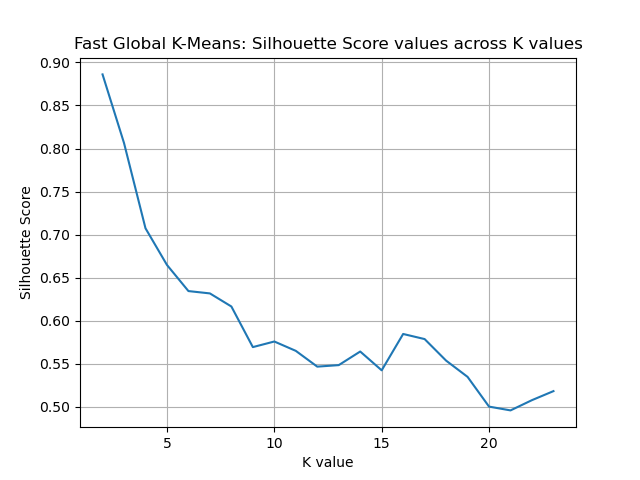 Fast Global K-Means: Silhouette Score values across K values
Silhouette Score
0.90
0.85
0.80
0.75
0.70
0.65
0.60
0.55
0.50
5 10 15 20
K value